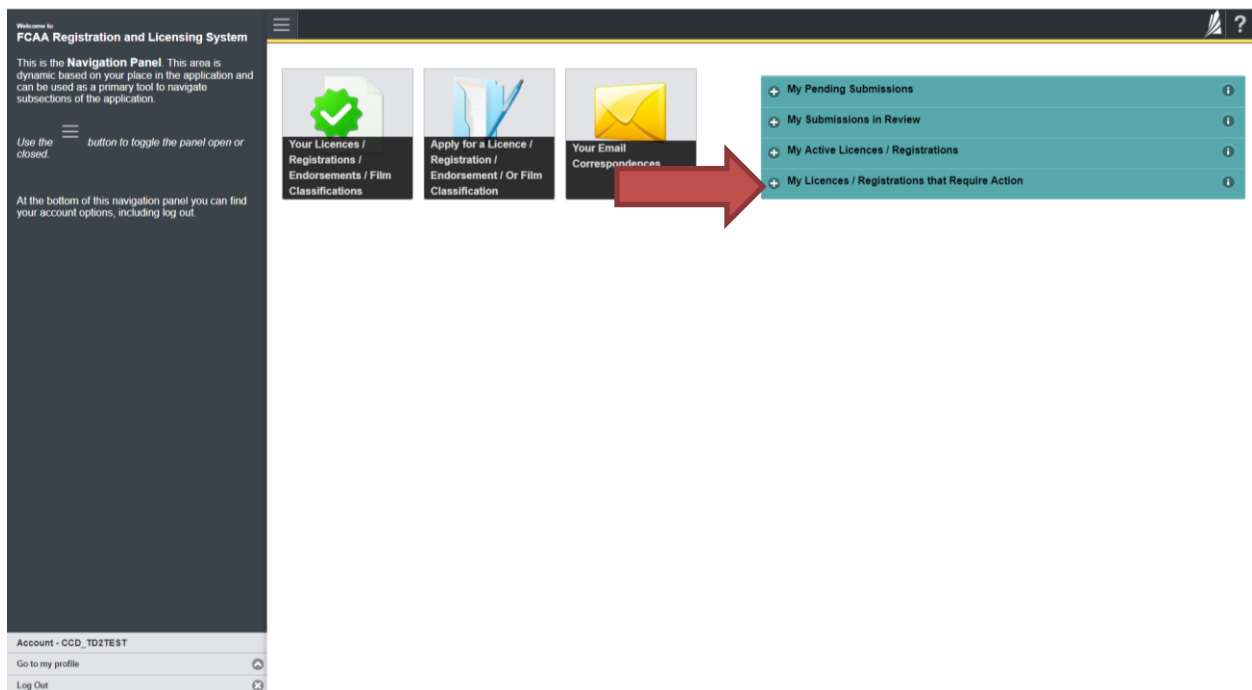 Welcome to
FCAA Registration and Licensing System
This is the Navigation Panel. This area is
dynamic based on your place in the application and
can be used as a primary tool to navigate
subsections of the application.
Use the button to toggle the panel open or
closed.
At the bottom of this navigation panel you can find
your account options, including log out.
Account - CCD_TD2TEST
Go to my profile
Log Out
?
Your Licences /
Registrations /
Endorsements / Film
Classifications
Apply for a Licence /
Registration /
Endorsement / Or Film
Classification
Your Email
Correspondences
My Pending Submissions
My Submissions in Review
My Active Licences / Registrations
My Licences / Registrations that Require Action